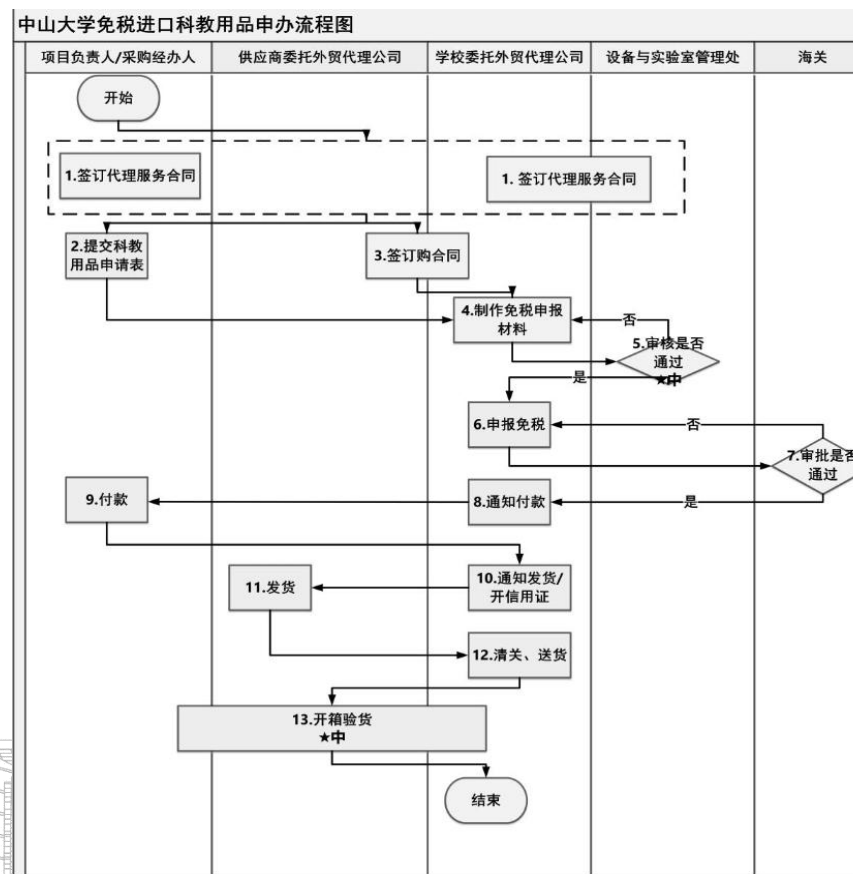 中山大学免税进口科教用品申办流程图
项目负责人/采购经办人
供应商委托外贸代理公司
学校委托外贸代理公司
设备与实验室管理处
海关
开始
1.签订代理服务合同
1. 签订代理服务合同
2.提交科教
用品申请表
3.签订购合同
4.制作免税申报
材料
否
5.审核是否
通过
★中
是
6.申报免税
否
7.审批是否
通过
9.付款
8.通知付款
是
11.发货
10.通知发货/
开信用证
12.清关、送货
13.开箱验货
★中
结束